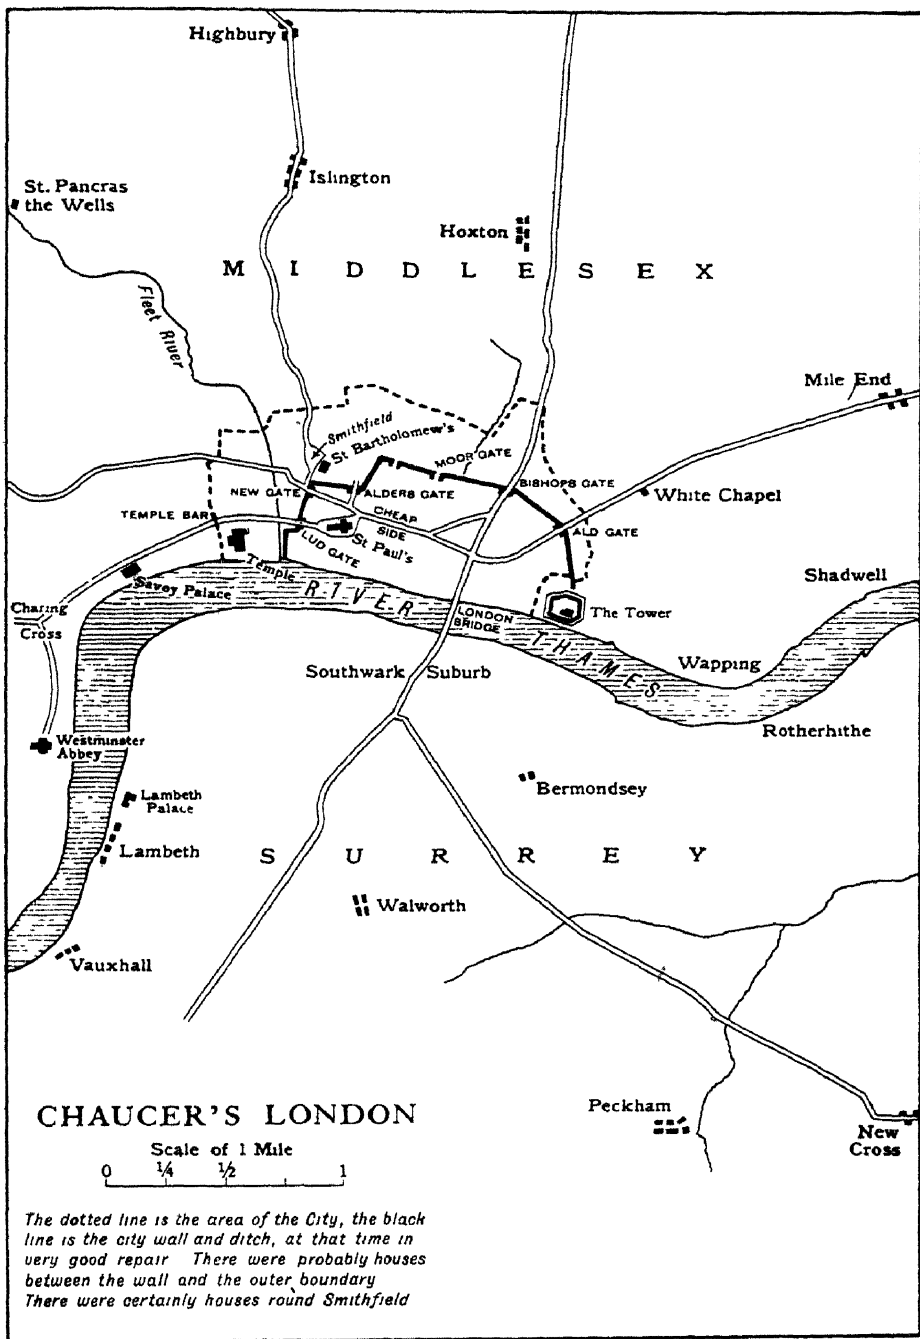 Highbury
Islington
St. Pancras
the Wells
Hoxton
MIDDLESEX
Fleet River
Mile End
Smithfield
St Bartholomew's
MOOR GATE
NEW GATE
ALDERS GATE
BISHOPS GATE
White Chapel
TEMPLE BAR
CHEAP
SIDE
ALD GATE
LUD GATE
St Paul's
Temple
Savoy Palace
Shadwell
Charing
Cross
RIVER
LONDON
BRIDGE
THAMES
The Tower
Wapping
Southwark Suburb
Rotherhithe
Westminster
Abbey
Bermondsey
Lambeth
Palace
Lambeth
SURREY
Walworth
Vauxhall
Peckham
New
Cross
CHAUCER'S LONDON
Scale of 1 Mile
0 ¼ ½ 1
The dotted line is the area of the City, the black
line is the city wall and ditch, at that time in
very good repair There were probably houses
between the wall and the outer boundary
There were certainly houses round Smithfield